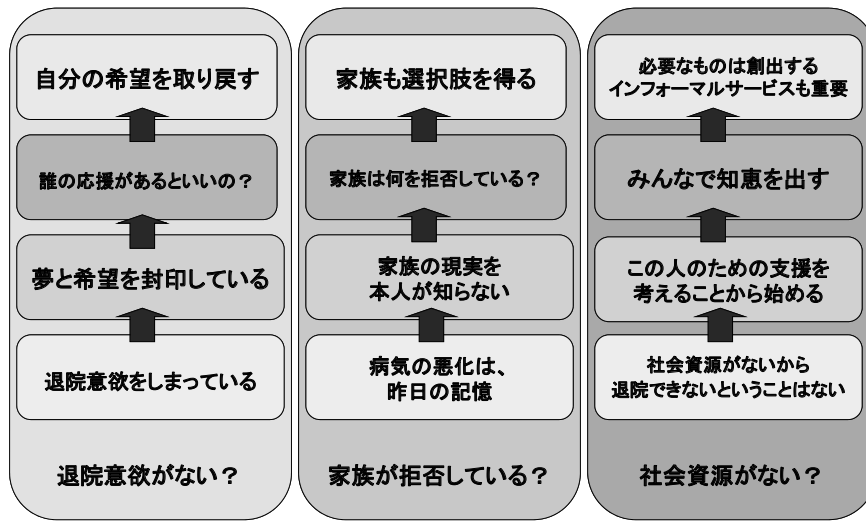 自分の希望を取り戻す
誰の応援があるといいの？
夢と希望を封印している
退院意欲をしまっている
退院意欲がない？
家族も選択肢を得る
家族は何を拒否している？
家族の現実を
本人が知らない
病気の悪化は、
昨日の記憶
家族が拒否している？
必要なものは創出する
インフォーマルサービスも重要
みんなで知恵を出す
この人のための支援を
考えることから始める
社会資源がないから
退院できないということはない
社会資源がない？